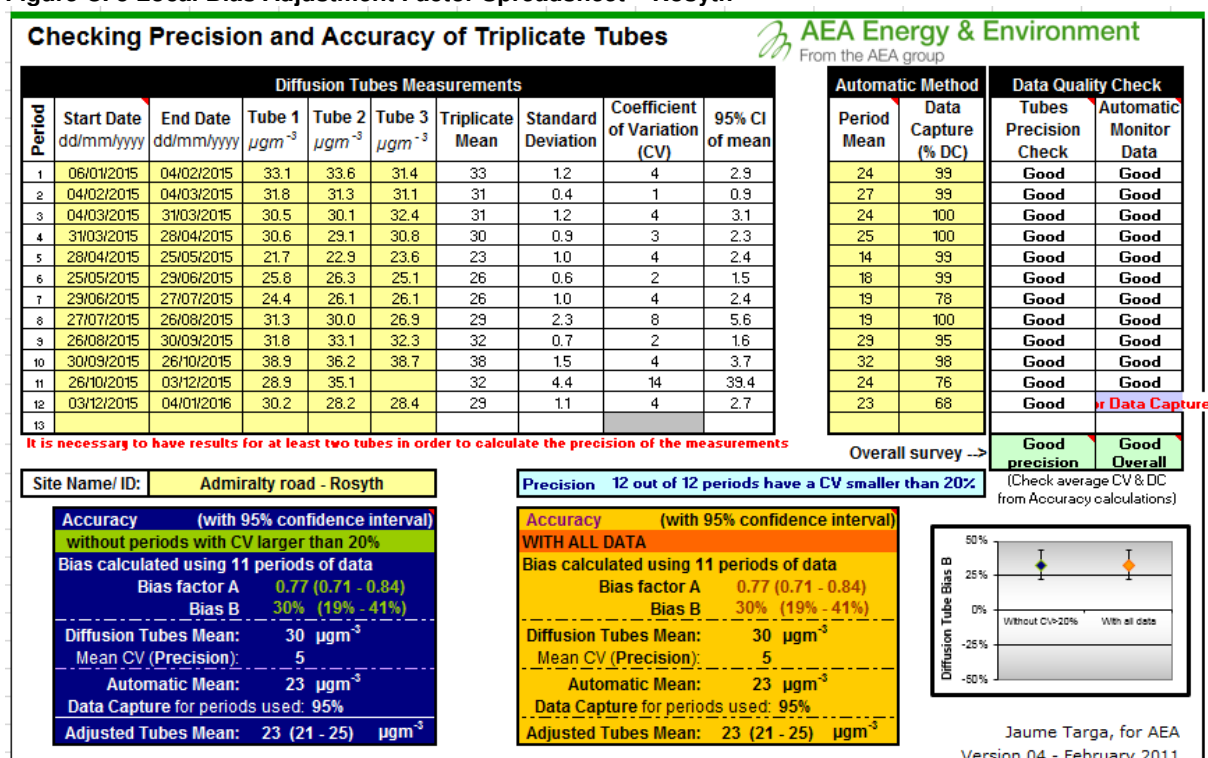 Checking Precision and Accuracy of Triplicate Tubes
AEA Energy & Environment
From the AEA group
Diffusion Tubes Measurements
Automatic Method
Data Quality Check
Period
Start Date dd/mm/yyyy
End Date dd/mm/yyyy
Tube 1 µgm-3
Tube 2 µgm-3
Tube 3 µgm-3
Triplicate Mean
Standard Deviation
Coefficient of Variation (CV)
95% CI of mean
Period Mean
Data Capture (% DC)
Tubes Precision Check
Automatic Monitor Data
1 06/01/2015 04/02/2015 33.1 33.6 31.4 33 1.2 4 2.9 24 99 Good Good
2 04/02/2015 04/03/2015 31.8 31.3 31.1 31 0.4 1 0.9 27 99 Good Good
3 04/03/2015 31/03/2015 30.5 30.1 32.4 31 1.2 4 3.1 24 100 Good Good
4 31/03/2015 28/04/2015 30.6 29.1 30.8 30 0.9 3 2.3 25 100 Good Good
5 28/04/2015 25/05/2015 21.7 22.9 23.6 23 1.0 4 2.4 14 99 Good Good
6 25/05/2015 29/06/2015 25.8 26.3 25.1 26 0.6 2 1.5 18 99 Good Good
7 29/06/2015 27/07/2015 24.4 26.1 26.1 26 1.0 4 2.4 19 78 Good Good
8 27/07/2015 26/08/2015 31.3 30.0 26.9 29 2.3 8 5.6 19 100 Good Good
9 26/08/2015 30/09/2015 31.8 33.1 32.3 32 0.7 2 1.6 29 95 Good Good
10 30/09/2015 26/10/2015 38.9 36.2 38.7 38 1.5 4 3.7 32 98 Good Good
11 26/10/2015 03/12/2015 28.9 35.1 32 4.4 14 39.4 24 76 Good Good
12 03/12/2015 04/01/2016 30.2 28.2 28.4 29 1.1 4 2.7 23 68 Good r Data Capture
13
It is necessary to have results for at least two tubes in order to calculate the precision of the measurements
Overall survey -->
Good precision
Good Overall
(Check average CV & DC from Accuracy calculations)
Site Name/ ID: Admiralty road - Rosyth
Precision 12 out of 12 periods have a CV smaller than 20%
Accuracy (with 95% confidence interval)
without periods with CV larger than 20%
Bias calculated using 11 periods of data
Bias factor A 0.77 (0.71 - 0.84)
Bias B 30% (19% - 41%)
Diffusion Tubes Mean: 30 µgm-3
Mean CV (Precision): 5
Automatic Mean: 23 µgm-3
Data Capture for periods used: 95%
Adjusted Tubes Mean: 23 (21 - 25) µgm-3
Accuracy (with 95% confidence interval)
WITH ALL DATA
Bias calculated using 11 periods of data
Bias factor A 0.77 (0.71 - 0.84)
Bias B 30% (19% - 41%)
Diffusion Tubes Mean: 30 µgm-3
Mean CV (Precision): 5
Automatic Mean: 23 µgm-3
Data Capture for periods used: 95%
Adjusted Tubes Mean: 23 (21 - 25) µgm-3
Diffusion Tube Bias B
50%
25%
0%
-25%
-50%
Without CV>20%
With all data
Jaume Targa, for AEA
Version 04 - February 2011